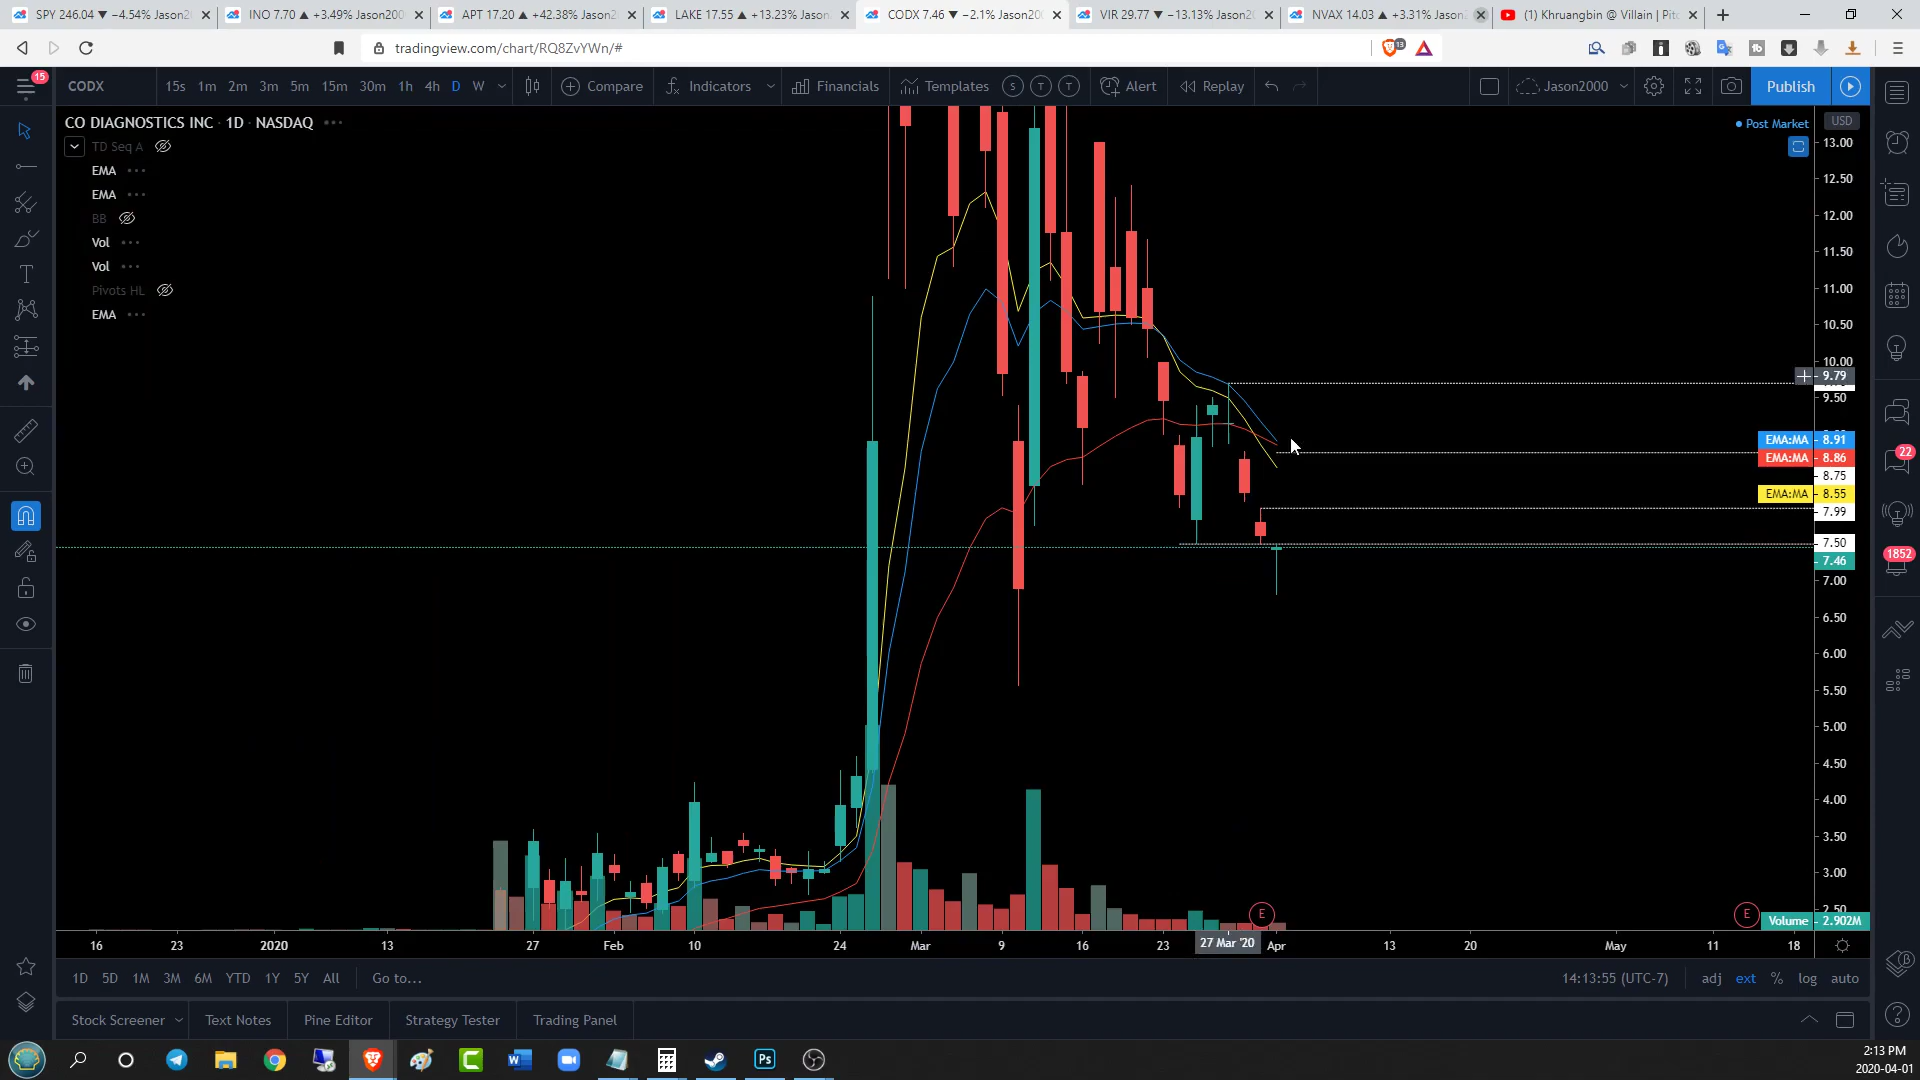 SPY 246.04 ▼ −4.54% Jason2
INO 7.70 ▲ +3.49% Jason200
APT 17.20 ▲ +42.38% Jason2
LAKE 17.55 ▲ +13.23% Jason
CODX 7.46 ▼ −2.1% Jason200
VIR 29.77 ▼ −13.13% Jason2
NVAX 14.03 ▲ +3.31% Jason
(1) Khruangbin @ Villain | Pit
tradingview.com/chart/RQ8ZvYWn/#
13
15
CODX
15s 1m 2m 3m 5m 15m 30m 1h 4h D W
Compare
Indicators
Financials
Templates
S T T
Alert
Replay
Jason2000
Publish
CO DIAGNOSTICS INC · 1D · NASDAQ
Post Market
USD
TD Seq A
EMA
EMA
BB
Vol
Vol
Pivots HL
EMA
13.00
12.50
12.00
11.50
11.00
10.50
10.00
9.79
9.50
EMA:MA 8.91
EMA:MA 8.86
8.75
EMA:MA 8.55
7.99
7.50
7.46
7.00
6.50
6.00
5.50
5.00
4.50
4.00
3.50
3.00
2.50
Volume 2.902M
22
1852
E
E
16 23 2020 13 27 Feb 10 24 Mar 9 16 23 27 Mar '20 Apr 13 20 May 11 18
1D 5D 1M 3M 6M YTD 1Y 5Y All Go to...
14:13:55 (UTC-7) adj ext % log auto
Stock Screener Text Notes Pine Editor Strategy Tester Trading Panel
Ps
2:13 PM
2020-04-01